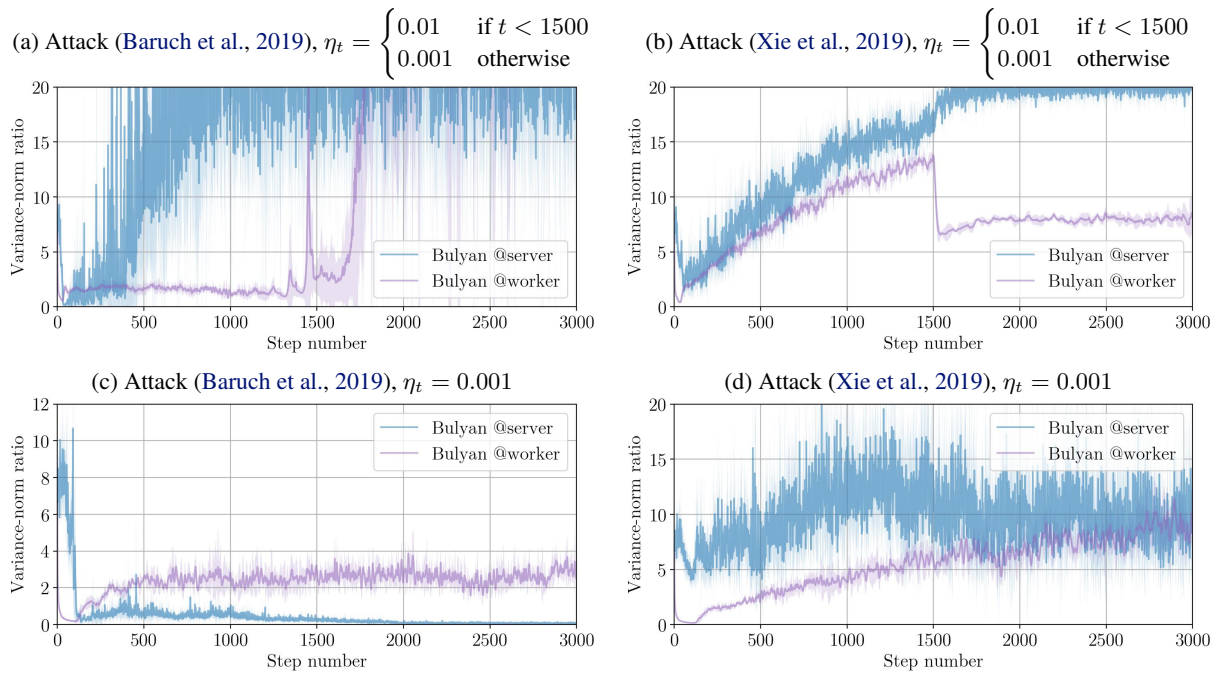 (a) Attack (Baruch et al., 2019), ηt = { 0.01 if t < 1500
0.001 otherwise
Variance-norm ratio
20
15
10
5
0
Bulyan @server
Bulyan @worker
0 500 1000 1500 2000 2500 3000
Step number
(b) Attack (Xie et al., 2019), ηt = { 0.01 if t < 1500
0.001 otherwise
Variance-norm ratio
20
15
10
5
0
Bulyan @server
Bulyan @worker
0 500 1000 1500 2000 2500 3000
Step number
(c) Attack (Baruch et al., 2019), ηt = 0.001
Variance-norm ratio
12
10
8
6
4
2
0
Bulyan @server
Bulyan @worker
0 500 1000 1500 2000 2500 3000
Step number
(d) Attack (Xie et al., 2019), ηt = 0.001
Variance-norm ratio
20
15
10
5
0
Bulyan @server
Bulyan @worker
0 500 1000 1500 2000 2500 3000
Step number